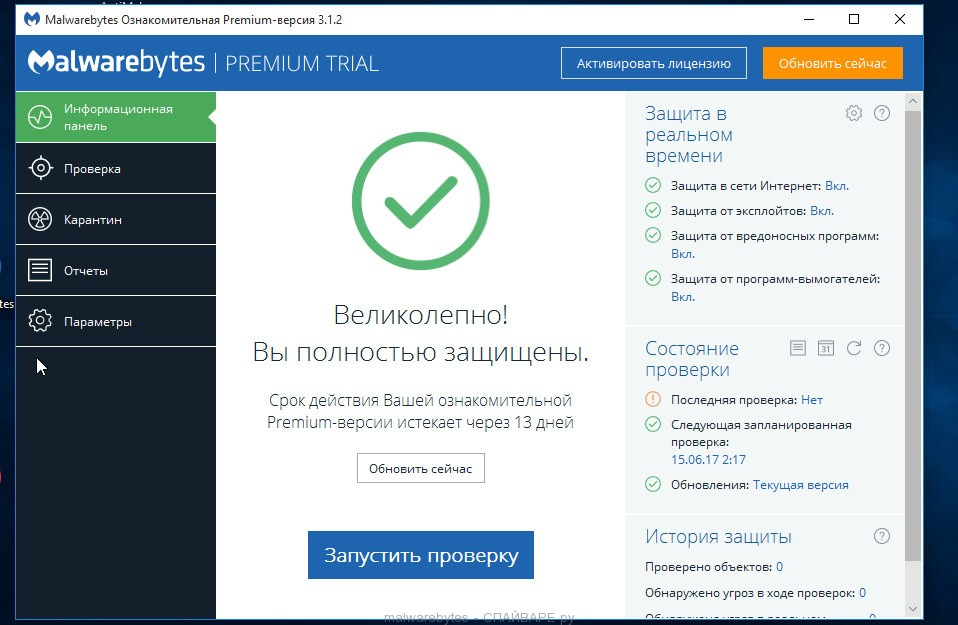 Malwarebytes Ознакомительная Premium-версия 3.1.2
Malwarebytes | PREMIUM TRIAL
Активировать лицензию
Обновить сейчас
Информационная
панель
Проверка
Карантин
Отчеты
Параметры
tes
Великолепно!
Вы полностью защищены.
Срок действия Вашей ознакомительной
Premium-версии истекает через 13 дней
Обновить сейчас
Запустить проверку
Защита в
реальном
времени
Защита в сети Интернет: Вкл.
Защита от эксплойтов: Вкл.
Защита от вредоносных программ:
Вкл.
Защита от программ-вымогателей:
Вкл.
Состояние
проверки
31
Последняя проверка: Нет
Следующая запланированная
проверка:
15.06.17 2:17
Обновления: Текущая версия
История защиты
Проверено объектов: 0
Обнаружено угроз в ходе проверок: 0
malwarebytes - СПАЙВАРЕ ру